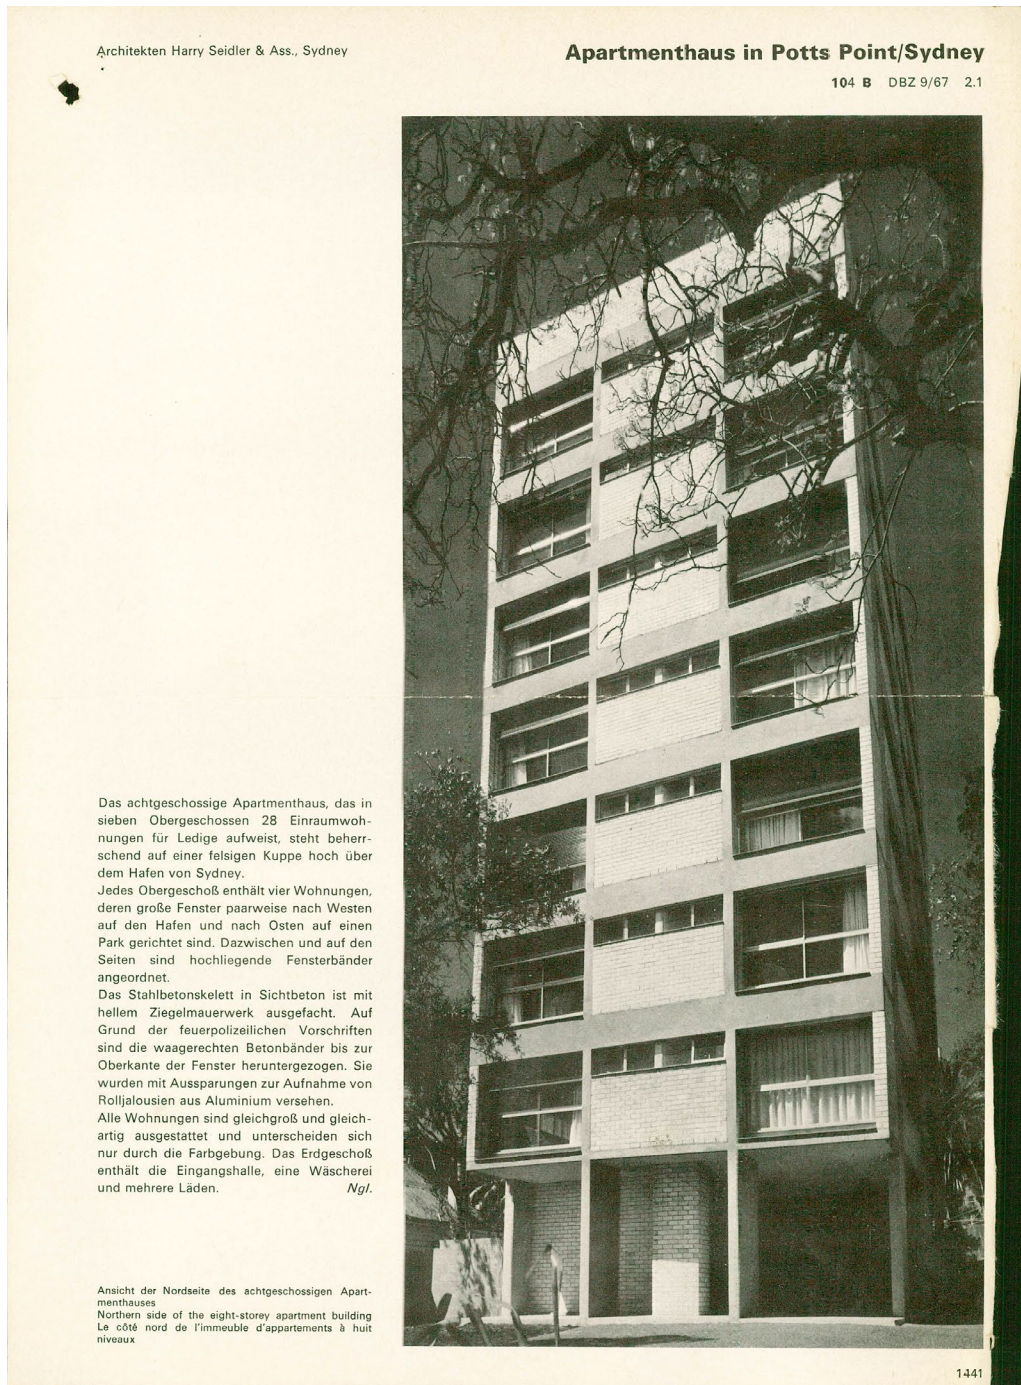 Architekten Harry Seidler & Ass., Sydney
Apartmenthaus in Potts Point/Sydney
104 B DBZ 9/67 2.1
Das achtgeschossige Apartmenthaus, das in
sieben Obergeschossen 28 Einraumwoh-
nungen für Ledige aufweist, steht beherr-
schend auf einer felsigen Kuppe hoch über
dem Hafen von Sydney.
Jedes Obergeschoß enthält vier Wohnungen,
deren große Fenster paarweise nach Westen
auf den Hafen und nach Osten auf einen
Park gerichtet sind. Dazwischen und auf den
Seiten sind hochliegende Fensterbänder
angeordnet.
Das Stahlbetonskelett in Sichtbeton ist mit
hellem Ziegelmauerwerk ausgefacht. Auf
Grund der feuerpolizeilichen Vorschriften
sind die waagerechten Betonbänder bis zur
Oberkante der Fenster heruntergezogen. Sie
wurden mit Aussparungen zur Aufnahme von
Rolljalousien aus Aluminium versehen.
Alle Wohnungen sind gleichgroß und gleich-
artig ausgestattet und unterscheiden sich
nur durch die Farbgebung. Das Erdgeschoß
enthält die Eingangshalle, eine Wäscherei
und mehrere Läden. Ngl.
Ansicht der Nordseite des achtgeschossigen Apart-
menthauses
Northern side of the eight-storey apartment building
Le côté nord de l'immeuble d'appartements à huit
niveaux
1441